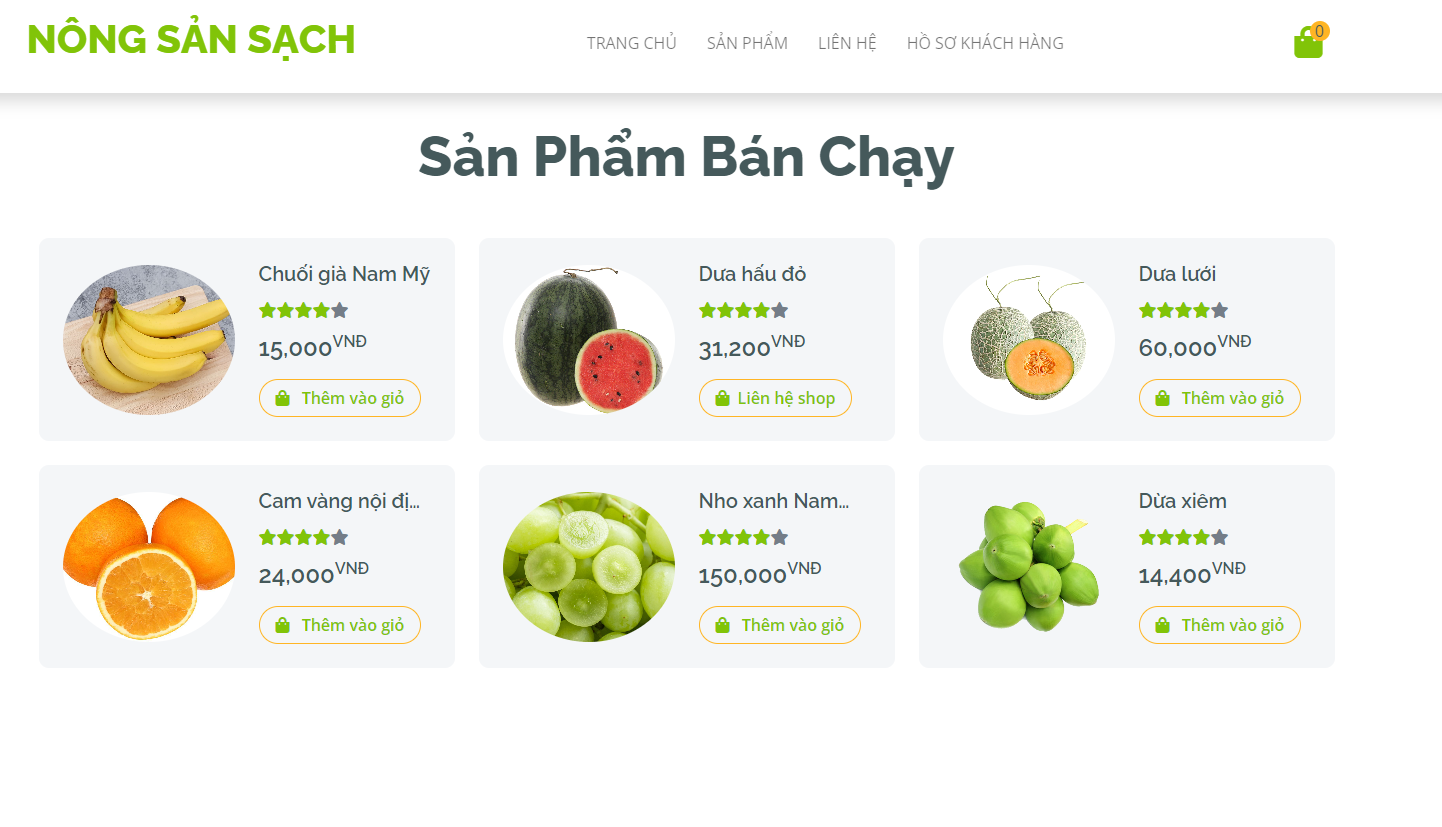 NÔNG SẢN SẠCH
TRANG CHỦ SẢN PHẨM LIÊN HỆ HỒ SƠ KHÁCH HÀNG
0
Sản Phẩm Bán Chạy
Chuối già Nam Mỹ
15,000VNĐ
Thêm vào giỏ
Dưa hấu đỏ
31,200VNĐ
Liên hệ shop
Dưa lưới
60,000VNĐ
Thêm vào giỏ
Cam vàng nội đị...
24,000VNĐ
Thêm vào giỏ
Nho xanh Nam...
150,000VNĐ
Thêm vào giỏ
Dừa xiêm
14,400VNĐ
Thêm vào giỏ